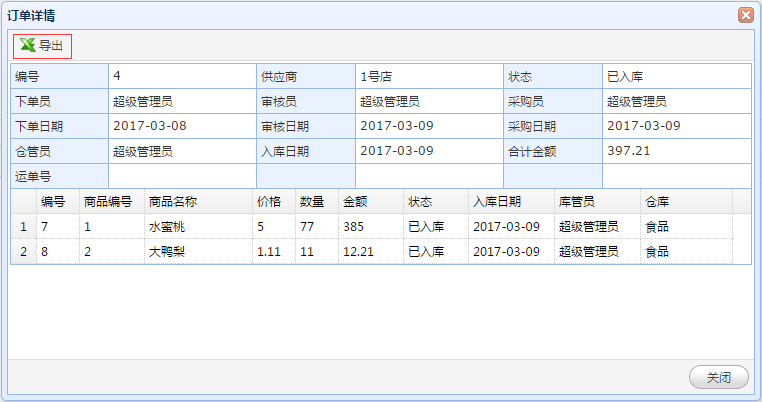 订单详情
导出
编号 4 供应商 1号店 状态 已入库
下单员 超级管理员 审核员 超级管理员 采购员 超级管理员
下单日期 2017-03-08 审核日期 2017-03-09 采购日期 2017-03-09
仓管员 超级管理员 入库日期 2017-03-09 合计金额 397.21
运单号
编号 商品编号 商品名称 价格 数量 金额 状态 入库日期 库管员 仓库
1 7 1 水蜜桃 5 77 385 已入库 2017-03-09 超级管理员 食品
2 8 2 大鸭梨 1.11 11 12.21 已入库 2017-03-09 超级管理员 食品
关闭